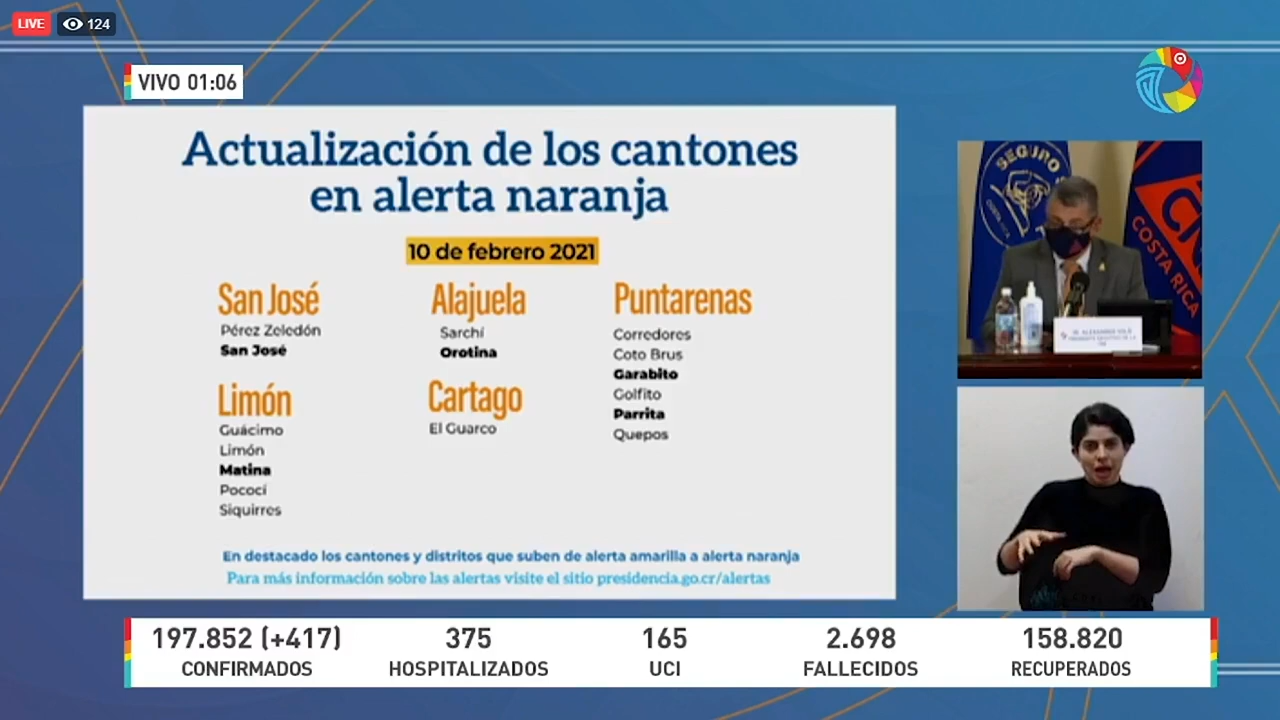 LIVE
124
VIVO 01:06
Actualización de los cantones
en alerta naranja
10 de febrero 2021
San José
Pérez Zeledón
San José
Limón
Guácimo
Limón
Matina
Pococí
Siquirres
Alajuela
Sarchí
Orotina
Cartago
El Guarco
Puntarenas
Corredores
Coto Brus
Garabito
Golfito
Parrita
Quepos
En destacado los cantones y distritos que suben de alerta amarilla a alerta naranja
Para más información sobre las alertas visite el sitio presidencia.go.cr/alertas
SEGURO
COSTA RICA
197.852 (+417)
CONFIRMADOS
375
HOSPITALIZADOS
165
UCI
2.698
FALLECIDOS
158.820
RECUPERADOS